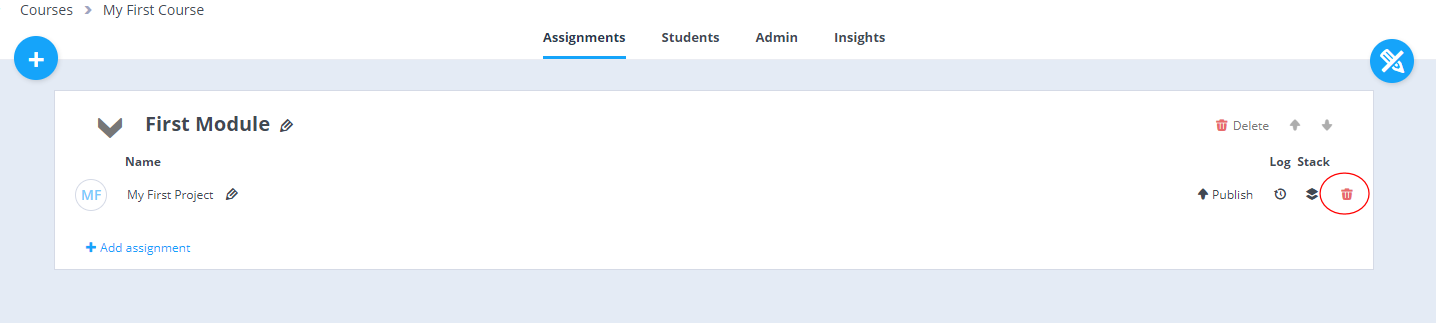 Courses > My First Course
Assignments Students Admin Insights
First Module Delete
Name Log Stack
MF My First Project Publish
+ Add assignment